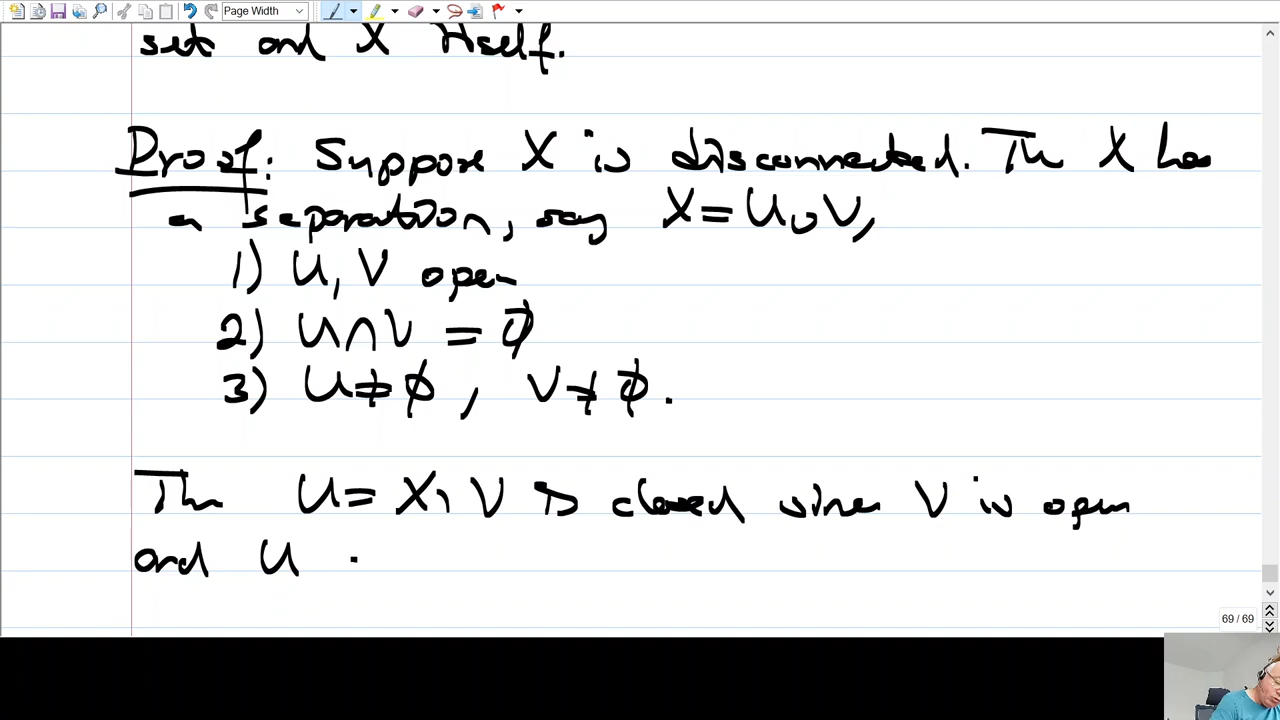 Page Width
set and X itself.
Proof: Suppose X is disconnected. Then X has
a separation, say X = U ∪ V,
1) U, V open
2) U ∩ V = ∅
3) U ≠ ∅, V ≠ ∅.
Then U = X \ V is closed since V is open
and U
69 / 69